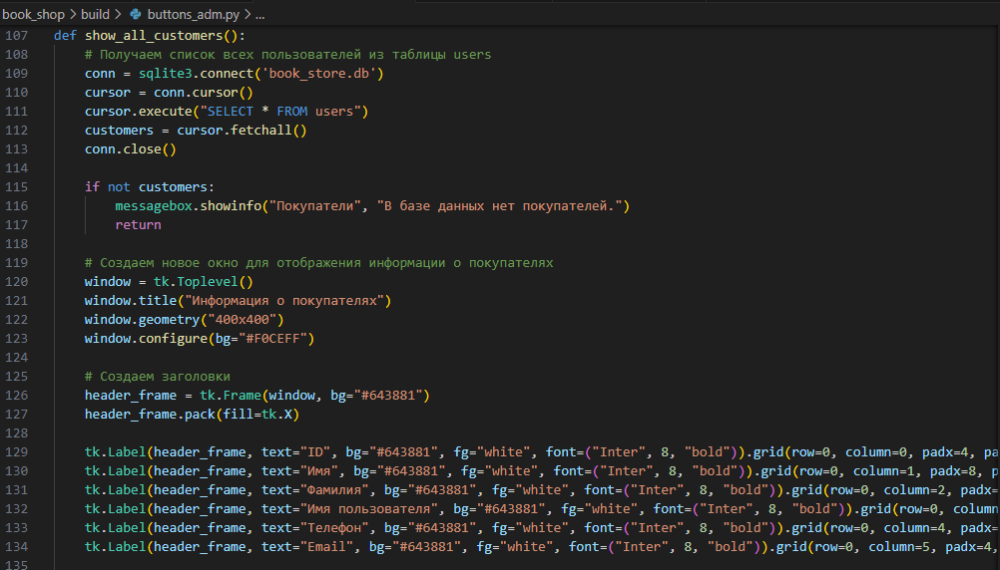 book_shop > build > buttons_adm.py > ...
107 def show_all_customers():
108 # Получаем список всех пользователей из таблицы users
109 conn = sqlite3.connect('book_store.db')
110 cursor = conn.cursor()
111 cursor.execute("SELECT * FROM users")
112 customers = cursor.fetchall()
113 conn.close()
114
115 if not customers:
116 messagebox.showinfo("Покупатели", "В базе данных нет покупателей.")
117 return
118
119 # Создаем новое окно для отображения информации о покупателях
120 window = tk.Toplevel()
121 window.title("Информация о покупателях")
122 window.geometry("400x400")
123 window.configure(bg="#F0CEFF")
124
125 # Создаем заголовки
126 header_frame = tk.Frame(window, bg="#643881")
127 header_frame.pack(fill=tk.X)
128
129 tk.Label(header_frame, text="ID", bg="#643881", fg="white", font=("Inter", 8, "bold")).grid(row=0, column=0, padx=4, pa
130 tk.Label(header_frame, text="Имя", bg="#643881", fg="white", font=("Inter", 8, "bold")).grid(row=0, column=1, padx=8, p
131 tk.Label(header_frame, text="Фамилия", bg="#643881", fg="white", font=("Inter", 8, "bold")).grid(row=0, column=2, padx=
132 tk.Label(header_frame, text="Имя пользователя", bg="#643881", fg="white", font=("Inter", 8, "bold")).grid(row=0, column
133 tk.Label(header_frame, text="Телефон", bg="#643881", fg="white", font=("Inter", 8, "bold")).grid(row=0, column=4, padx=
134 tk.Label(header_frame, text="Email", bg="#643881", fg="white", font=("Inter", 8, "bold")).grid(row=0, column=5, padx=4,
135